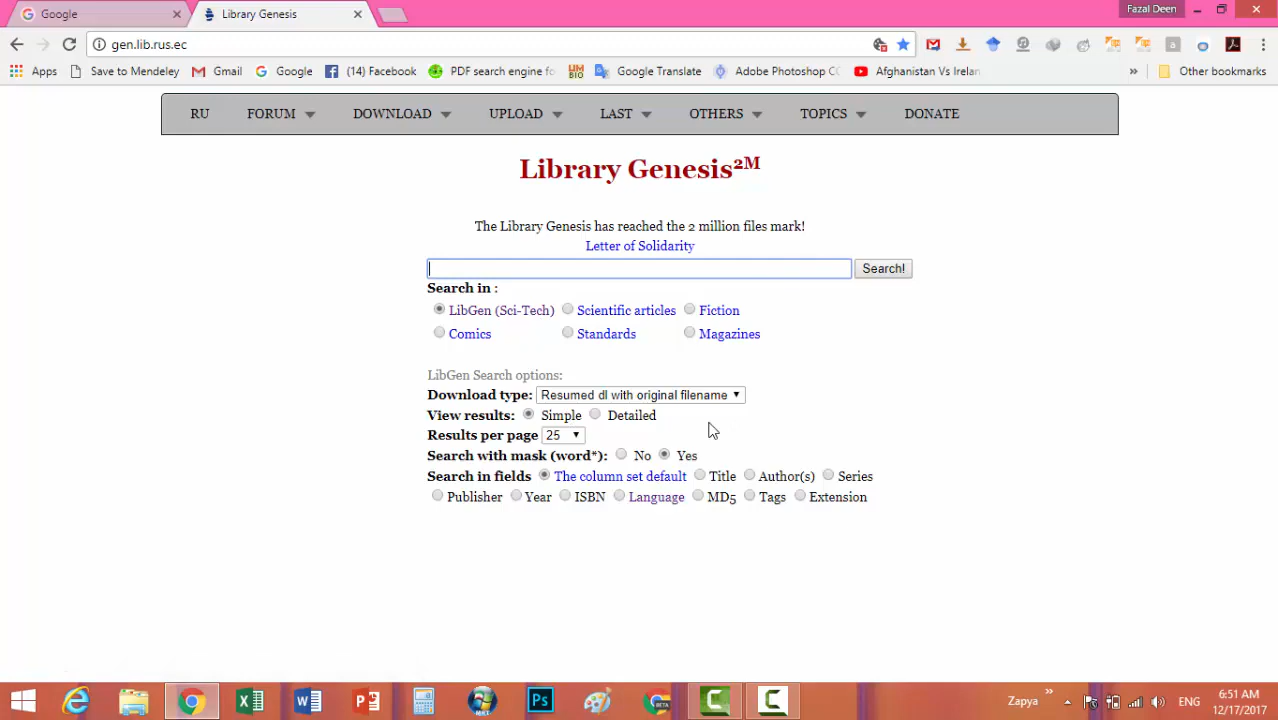 Google
Library Genesis
Fazal Deen
gen.lib.rus.ec
Apps
Save to Mendeley
Gmail
Google
(14) Facebook
PDF search engine fo
Google Translate
Adobe Photoshop CC
Afghanistan Vs Irelan
»
Other bookmarks
RU
FORUM
DOWNLOAD
UPLOAD
LAST
OTHERS
TOPICS
DONATE
Library Genesis2M
The Library Genesis has reached the 2 million files mark!
Letter of Solidarity
Search!
Search in :
LibGen (Sci-Tech)
Scientific articles
Fiction
Comics
Standards
Magazines
LibGen Search options:
Download type: Resumed dl with original filename
View results: Simple Detailed
Results per page 25
Search with mask (word*): No Yes
Search in fields The column set default Title Author(s) Series
Publisher Year ISBN Language MD5 Tags Extension
Zapya
»
ENG
6:51 AM
12/17/2017